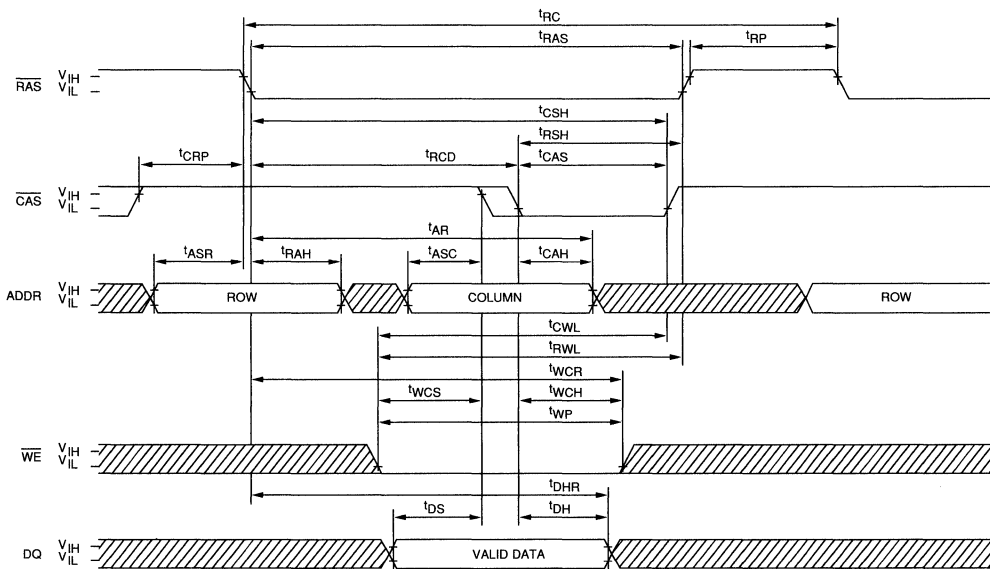 tRC
tRAS
tRP
RAS VIH
VIL
tCSH
tRSH
tCRP
tRCD
tCAS
CAS VIH
VIL
tAR
tASR
tRAH
tASC
tCAH
ADDR VIH
VIL
ROW
COLUMN
ROW
tCWL
tRWL
tWCR
tWCS
tWCH
tWP
WE VIH
VIL
tDHR
tDS
tDH
DQ VIH
VIL
VALID DATA